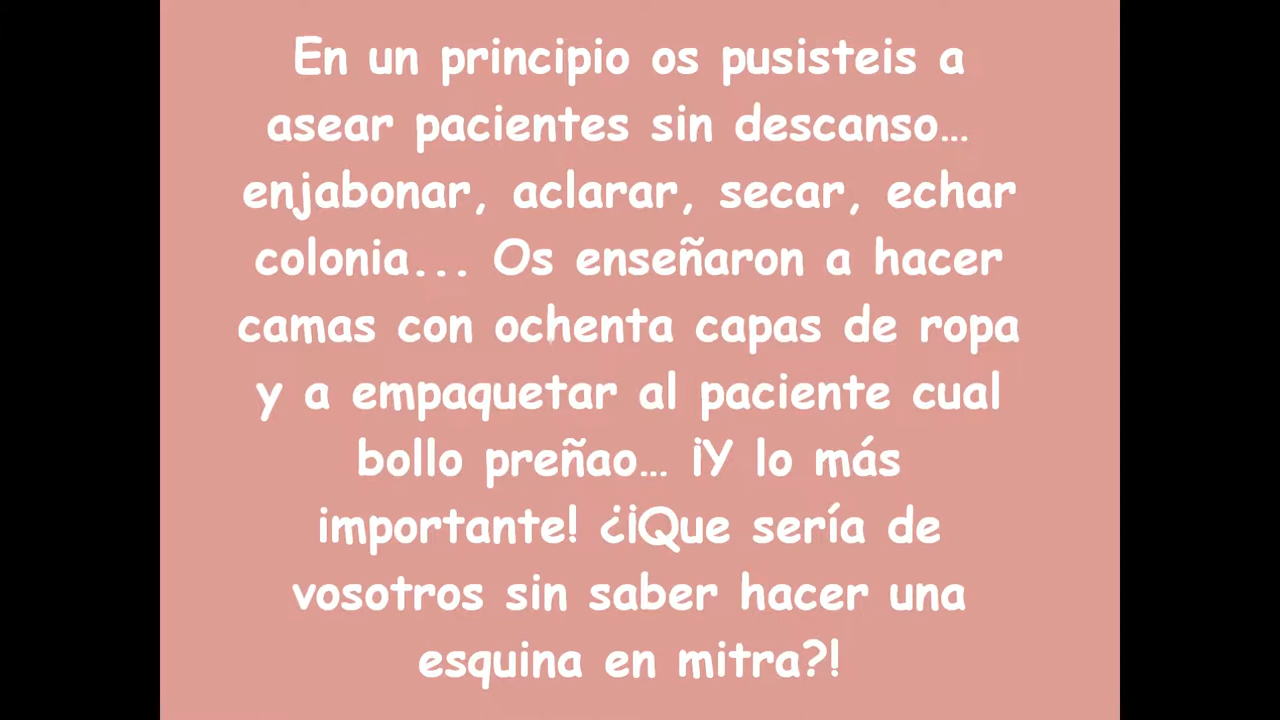 En un principio os pusisteis a
asear pacientes sin descanso…
enjabonar, aclarar, secar, echar
colonia... Os enseñaron a hacer
camas con ochenta capas de ropa
y a empaquetar al paciente cual
bollo preñao… ¡Y lo más
importante! ¿¡Que sería de
vosotros sin saber hacer una
esquina en mitra?!